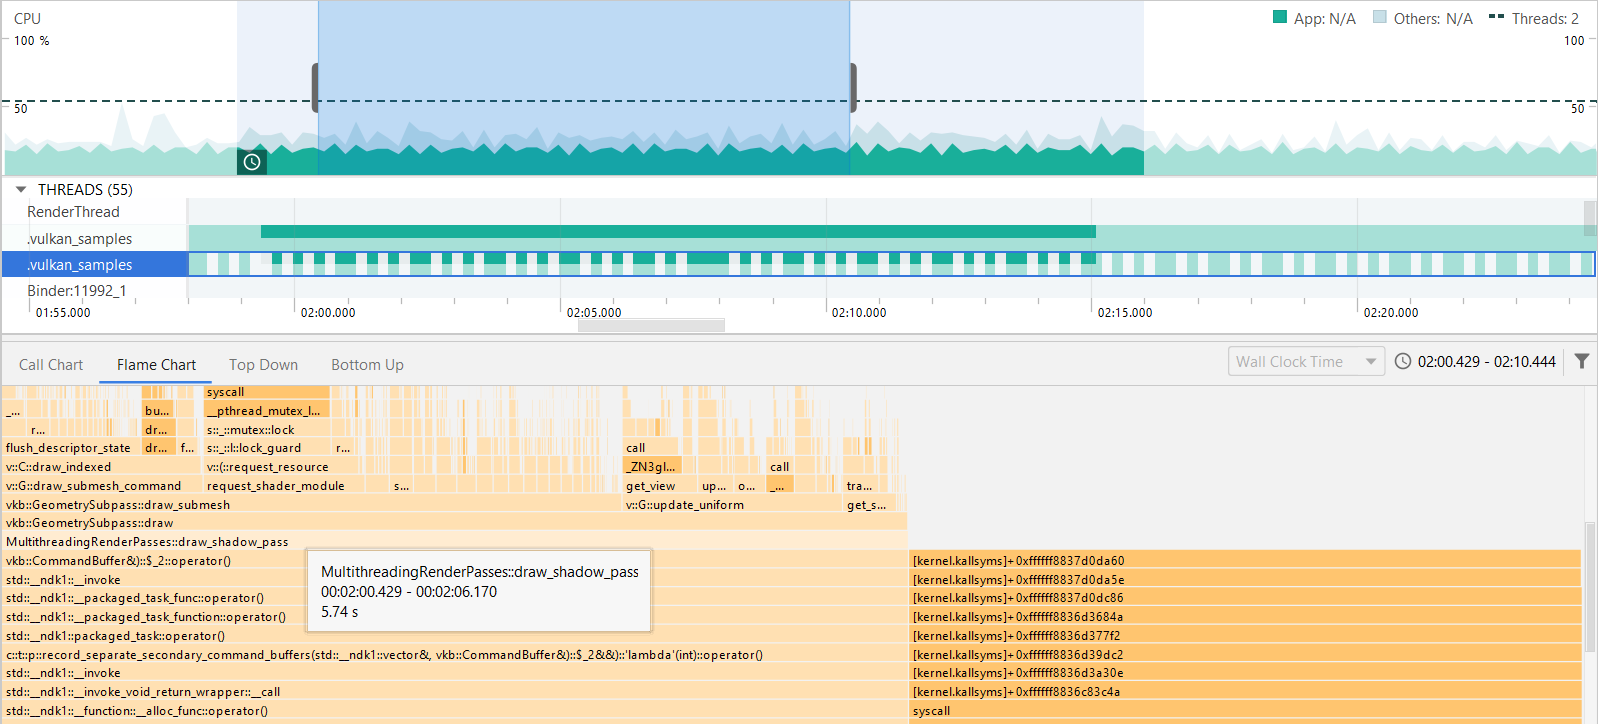 CPU
App: N/A Others: N/A Threads: 2
100 % 100
50 50
THREADS (55)
RenderThread
.vulkan_samples
.vulkan_samples
Binder:11992_1
01:55.000 02:00.000 02:05.000 02:10.000 02:15.000 02:20.000
Call Chart Flame Chart Top Down Bottom Up Wall Clock Time 02:00.429 - 02:10.444
syscall
_... bu... __pthread_mutex_l...
r... dr... s::_::mutex::lock
flush_descriptor_state dr... f... s::_::l::lock_guard r... call
v::C::draw_indexed v::(::request_resource _ZN3gl... call
v::G::draw_submesh_command request_shader_module s... get_view up... o... _... tra...
vkb::GeometrySubpass::draw_submesh v::G::update_uniform get_s...
vkb::GeometrySubpass::draw
MultithreadingRenderPasses::draw_shadow_pass
vkb::CommandBuffer&)::$_2::operator() [kernel.kallsyms]+0xffffff8837d0da60
std::__ndk1::__invoke [kernel.kallsyms]+0xffffff8837d0da5e
std::__ndk1::__packaged_task_func::operator() [kernel.kallsyms]+0xffffff8837d0dc86
std::__ndk1::__packaged_task_function::operator() [kernel.kallsyms]+0xffffff8836d3684a
std::__ndk1::packaged_task::operator() [kernel.kallsyms]+0xffffff8836d377f2
c::t::p::record_separate_secondary_command_buffers(std::__ndk1::vector&, vkb::CommandBuffer&)::$_2&&)::'lambda'(int)::operator() [kernel.kallsyms]+0xffffff8836d39dc2
std::__ndk1::__invoke [kernel.kallsyms]+0xffffff8836d3a30e
std::__ndk1::__invoke_void_return_wrapper::__call [kernel.kallsyms]+0xffffff8836c83c4a
std::__ndk1::__function::__alloc_func::operator() syscall
MultithreadingRenderPasses::draw_shadow_pass
00:02:00.429 - 00:02:06.170
5.74 s